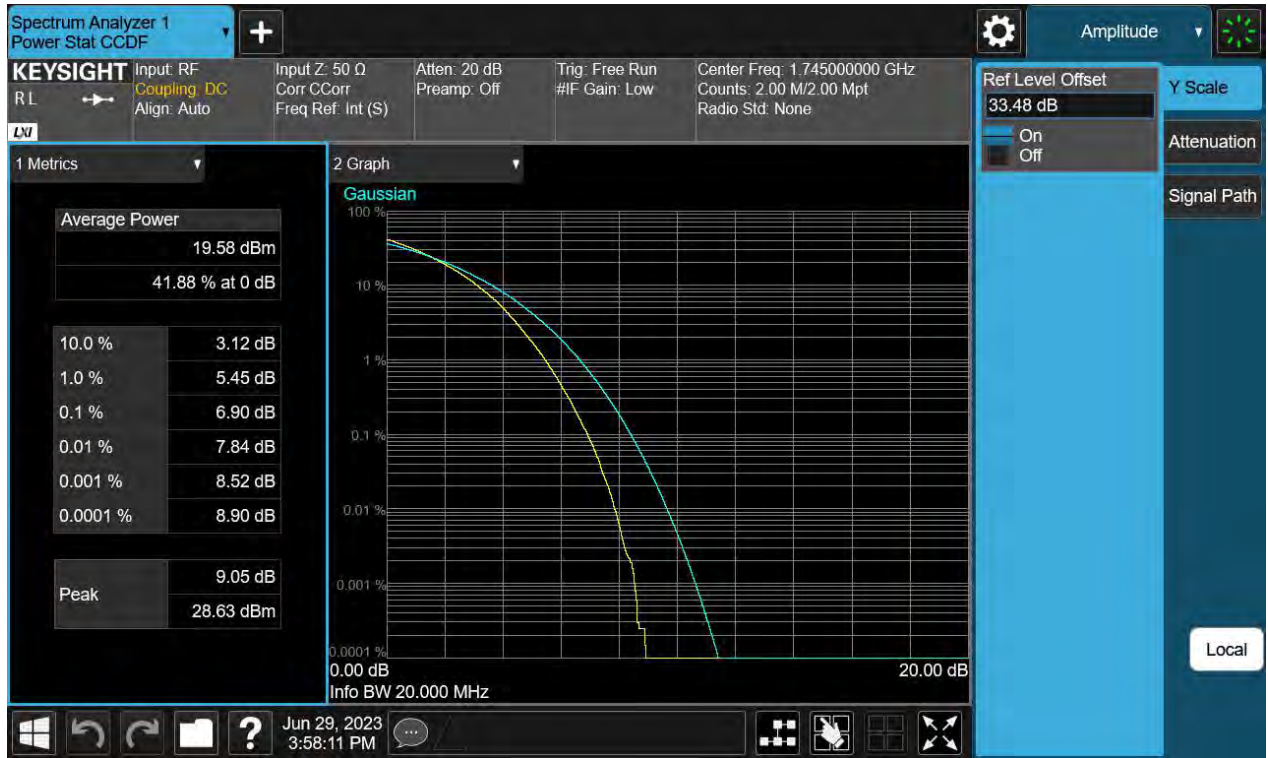 Spectrum Analyzer 1
Power Stat CCDF
Amplitude
KEYSIGHT
RL
LXI
Input: RF
Coupling: DC
Align: Auto
Input Z: 50 Ω
Corr CCorr
Freq Ref: Int (S)
Atten: 20 dB
Preamp: Off
Trig: Free Run
#IF Gain: Low
Center Freq: 1.745000000 GHz
Counts: 2.00 M/2.00 Mpt
Radio Std: None
Ref Level Offset
33.48 dB
On
Off
Y Scale
Attenuation
Signal Path
Local
1 Metrics
Average Power
19.58 dBm
41.88 % at 0 dB
10.0 % 3.12 dB
1.0 % 5.45 dB
0.1 % 6.90 dB
0.01 % 7.84 dB
0.001 % 8.52 dB
0.0001 % 8.90 dB
Peak
9.05 dB
28.63 dBm
2 Graph
Gaussian
100 %
10 %
1 %
0.1 %
0.01 %
0.001 %
0.0001 %
0.00 dB 20.00 dB
Info BW 20.000 MHz
?
Jun 29, 2023
3:58:11 PM